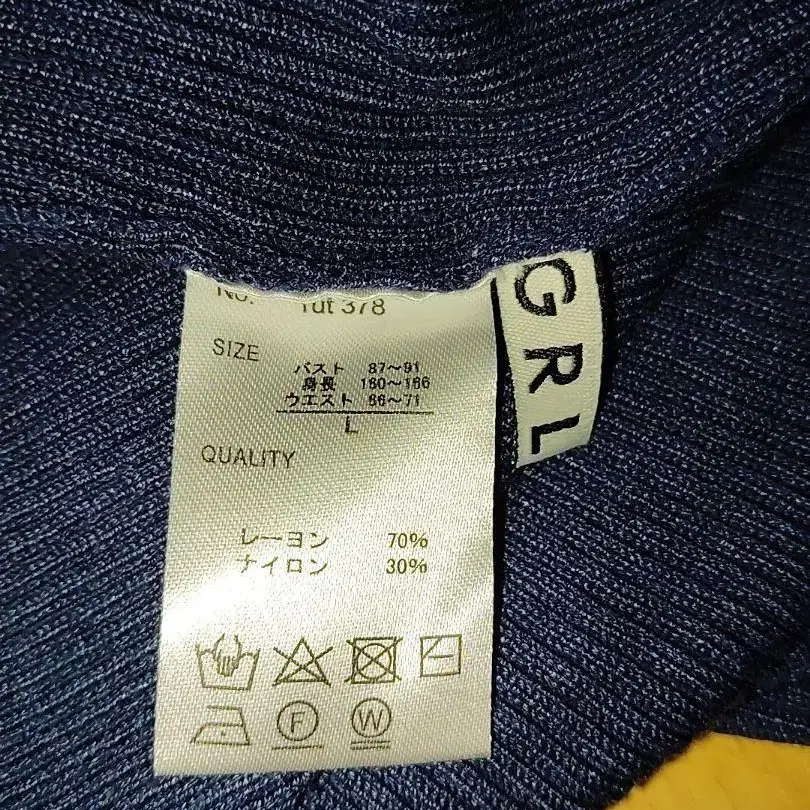 No. rut 378
SIZE
バスト 87～91
身長 160～166
ウエスト 66～71
L
QUALITY
レーヨン 70%
ナイロン 30%
F W
GRL